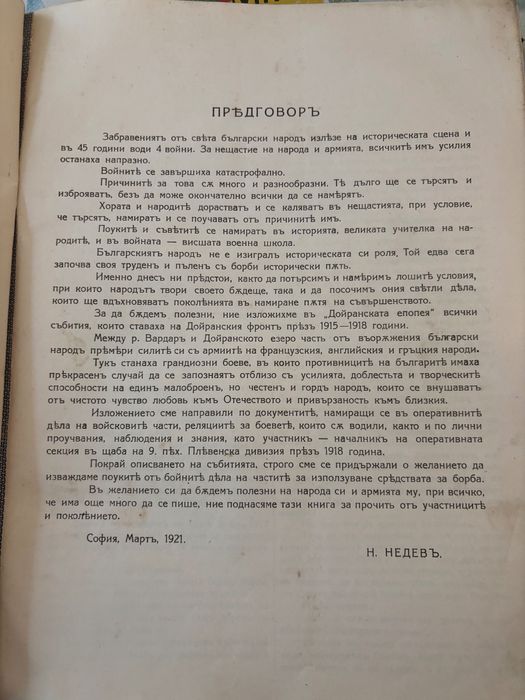 ПРѢДГОВОРЪ
Забравениятъ отъ свѣта български народъ излѣзе на историческата сцена и
въ 45 години води 4 войни. За нещастие на народа и армията, всичкитѣ имъ усилия
останаха напразно.
Войнитѣ се завършиха катастрофално.
Причинитѣ за това сѫ много и разнообразни. Тѣ дълго ще се търсятъ и
изброяватъ, безъ да може окончателно всички да се намѣрятъ.
Хората и народитѣ дорастватъ и се каляватъ въ нещастията, при условие,
че търсятъ, намиратъ и се поучаватъ отъ причинитѣ имъ.
Поукитѣ и съвѣтитѣ се намиратъ въ историята, великата учителка на на-
родитѣ, и въ войната — висшата военна школа.
Българскиятъ народъ не е изигралъ историческата си роля. Той едва сега
започва своя труденъ и пъленъ съ борби исторически пѫть.
Именно днесъ ни прѣдстои, както да потърсимъ и намѣримъ лошитѣ условия,
при които народътъ твори своето бѫдеще, така и да посочимъ ония свѣтли дѣла,
които ще вдъхновяватъ поколѣнията въ намиране пѫтя на съвършенството.
За да бѫдемъ полезни, ние изложихме въ „Дойранската епопея" всички
събития, които ставаха на Дойранския фронтъ прѣзъ 1915—1918 години.
Между р. Вардаръ и Дойранското езеро часть отъ въорѫжения български
народъ прѣмѣри силитѣ си съ армиитѣ на французския, английския и гръцкия народи.
Тукъ станаха грандиозни боеве, въ които противницитѣ на българитѣ имаха
прѣкрасенъ случай да се запознаятъ отблизо съ усилията, доблестьта и творческитѣ
способности на единъ малоброенъ, но честенъ и гордъ народъ, които се внушаватъ
отъ чистото чувство любовь къмъ Отечеството и привързаность къмъ близкия.
Изложението сме направили по документитѣ, намиращи се въ оперативнитѣ
дѣла на войсковитѣ части, реляциитѣ за боеветѣ, които сѫ водили, както и по лични
проучвания, наблюдения и знания, като участникъ — началникъ на оперативната
секция въ щаба на 9. пѣх. Плѣвенска дивизия прѣзъ 1918 година.
Покрай описването на събитията, строго сме се придържали о желанието да
изваждаме поукитѣ отъ бойнитѣ дѣла на частитѣ за използуване срѣдствата за борба.
Въ желанието си да бѫдемъ полезни на народа си и армията му, при всичко,
че има още много да се пише, ние поднасяме тази книга за прочитъ отъ участницитѣ
и поколѣнието.
София, Мартъ, 1921.
Н. НЕДЕВЪ.